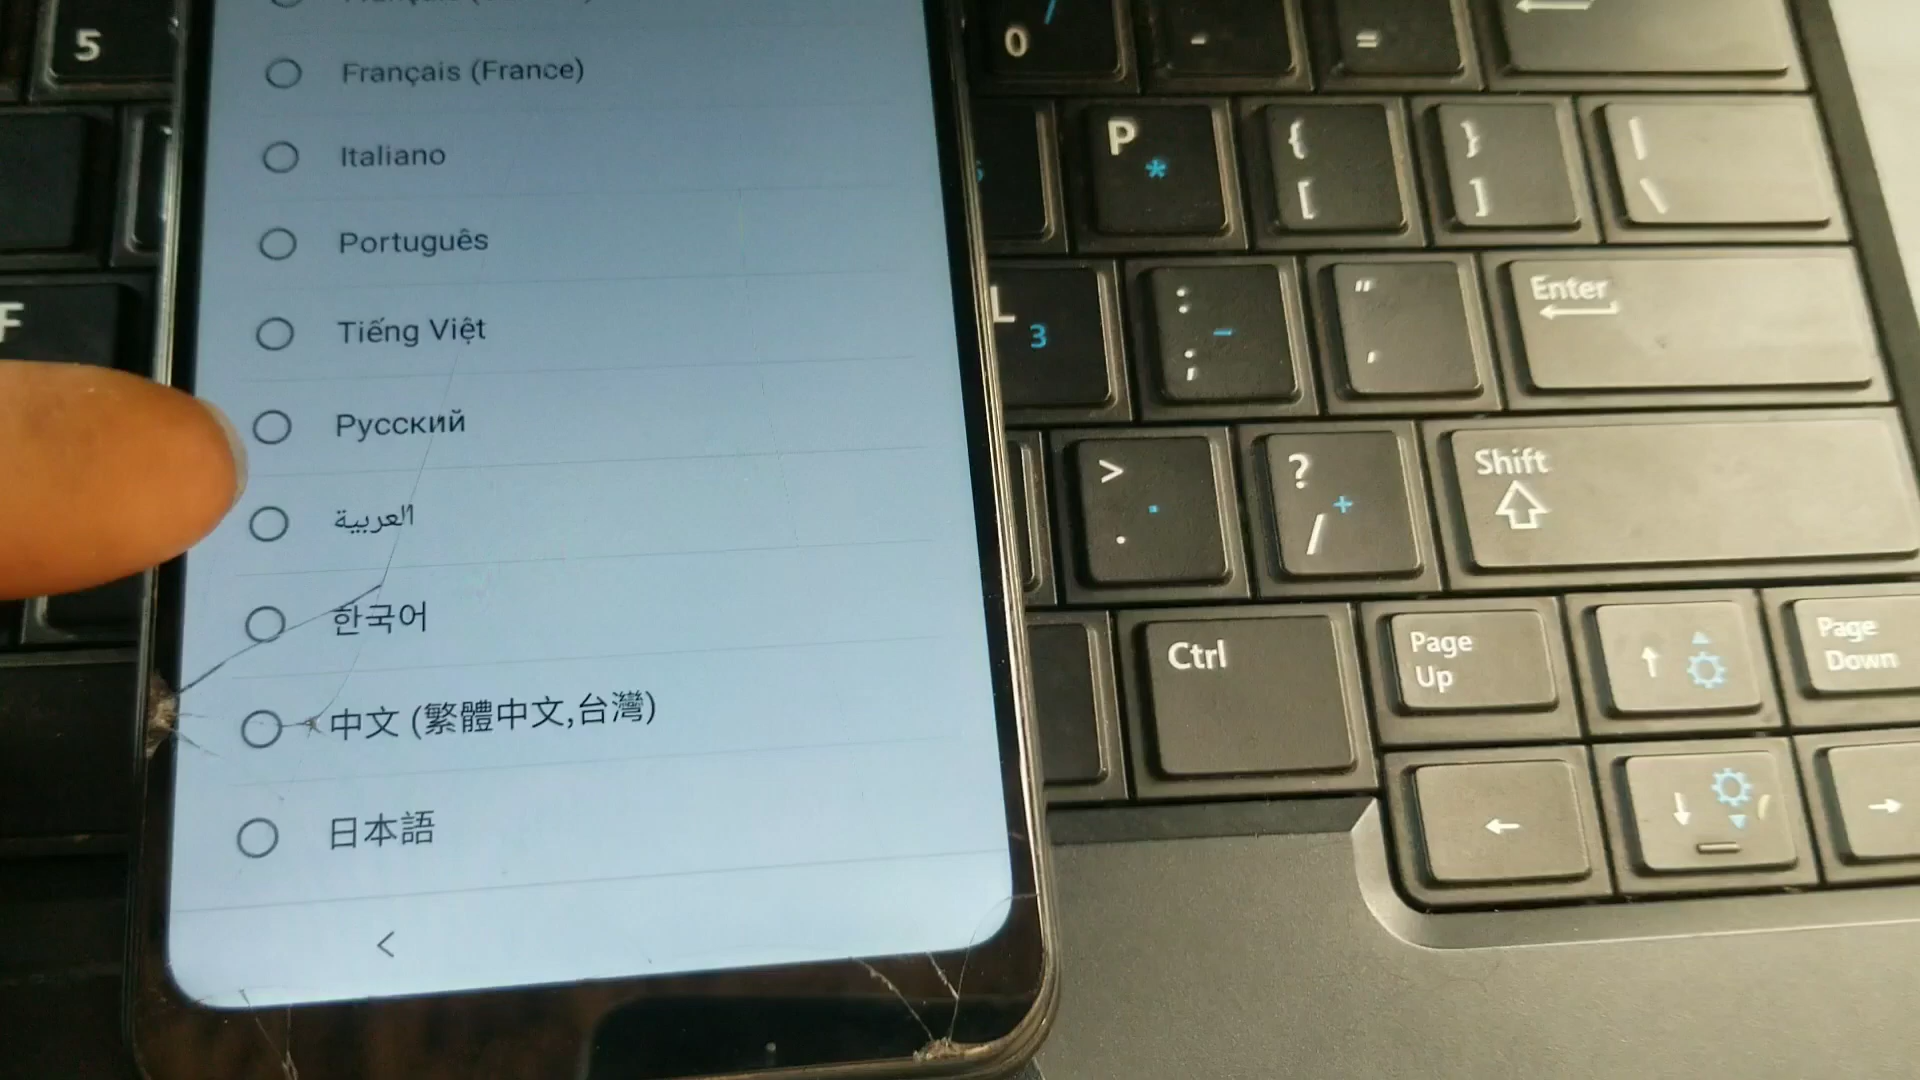 Français (France)
Italiano
Português
Tiếng Việt
Русский
العربية
한국어
中文 (繁體中文,台灣)
日本語
<
5
F
0 /
-
=
P *
{ [
} ]
| \
L 3
: ; -
" '
Enter
> . .
? / +
Shift
Ctrl
Page Up
↑
Page Down
←
↓
→